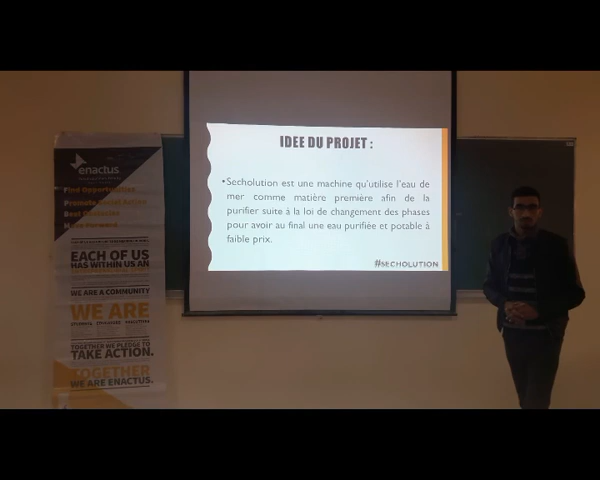 enactus
Find Opportunities
EACH OF US
HAS WITHIN US AN
WE ARE A COMMUNITY
WE ARE
TOGETHER WE PLEDGE TO
TAKE ACTION.
TOGETHER
WE ARE ENACTUS.
IDEE DU PROJET :
•Secholution est une machine qu'utilise l'eau de
mer comme matière première afin de la
purifier suite à la loi de changement des phases
pour avoir au final une eau purifiée et potable à
faible prix.
#SECHOLUTION